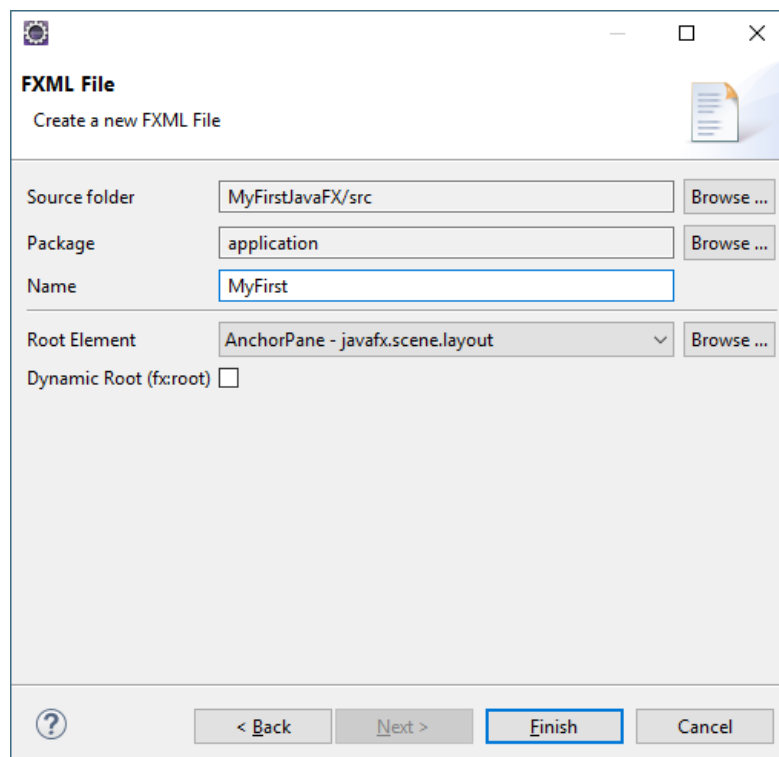 FXML File
Create a new FXML File
Source folder MyFirstJavaFX/src Browse ...
Package application Browse ...
Name MyFirst
Root Element AnchorPane - javafx.scene.layout Browse ...
Dynamic Root (fx:root)
? < Back Next > Finish Cancel